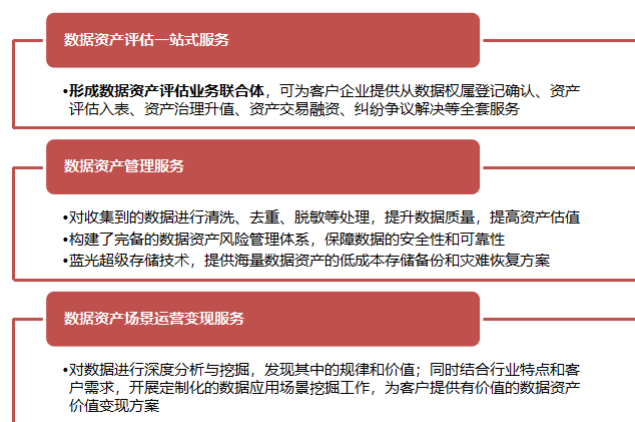 数据资产评估一站式服务
•形成数据资产评估业务联合体，可为客户企业提供从数据权属登记确认、资产
评估入表、资产治理升值、资产交易融资、纠纷争议解决等全套服务
数据资产管理服务
•对收集到的数据进行清洗、去重、脱敏等处理，提升数据质量，提高资产估值
•构建了完备的数据资产风险管理体系，保障数据的安全性和可靠性
•蓝光超级存储技术，提供海量数据资产的低成本存储备份和灾难恢复方案
数据资产场景运营变现服务
•对数据进行深度分析与挖掘，发现其中的规律和价值；同时结合行业特点和客
户需求，开展定制化的数据应用场景挖掘工作，为客户提供有价值的数据资产
价值变现方案